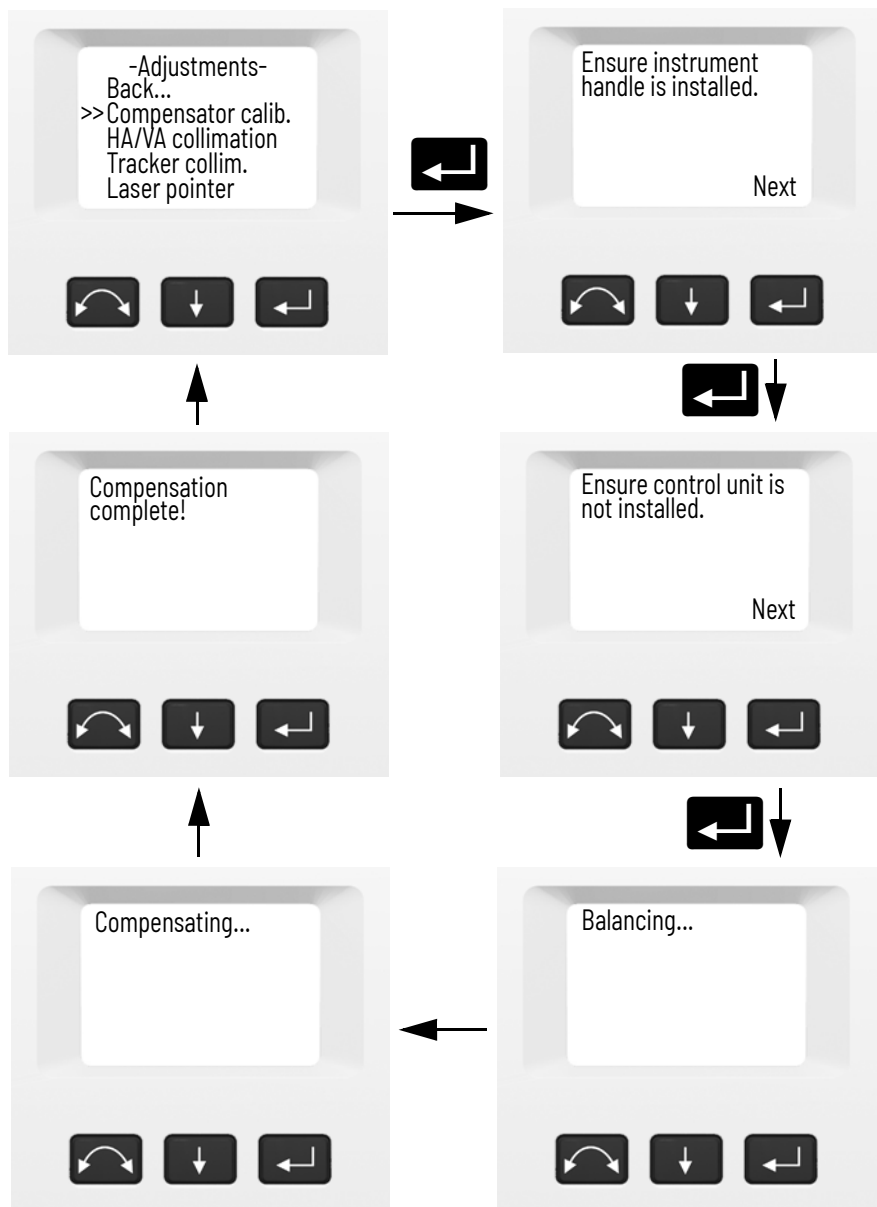 -Adjustments-
Back...
>>Compensator calib.
HA/VA collimation
Tracker collim.
Laser pointer
Ensure instrument
handle is installed.
Next
Ensure control unit is
not installed.
Next
Balancing...
Compensating...
Compensation
complete!